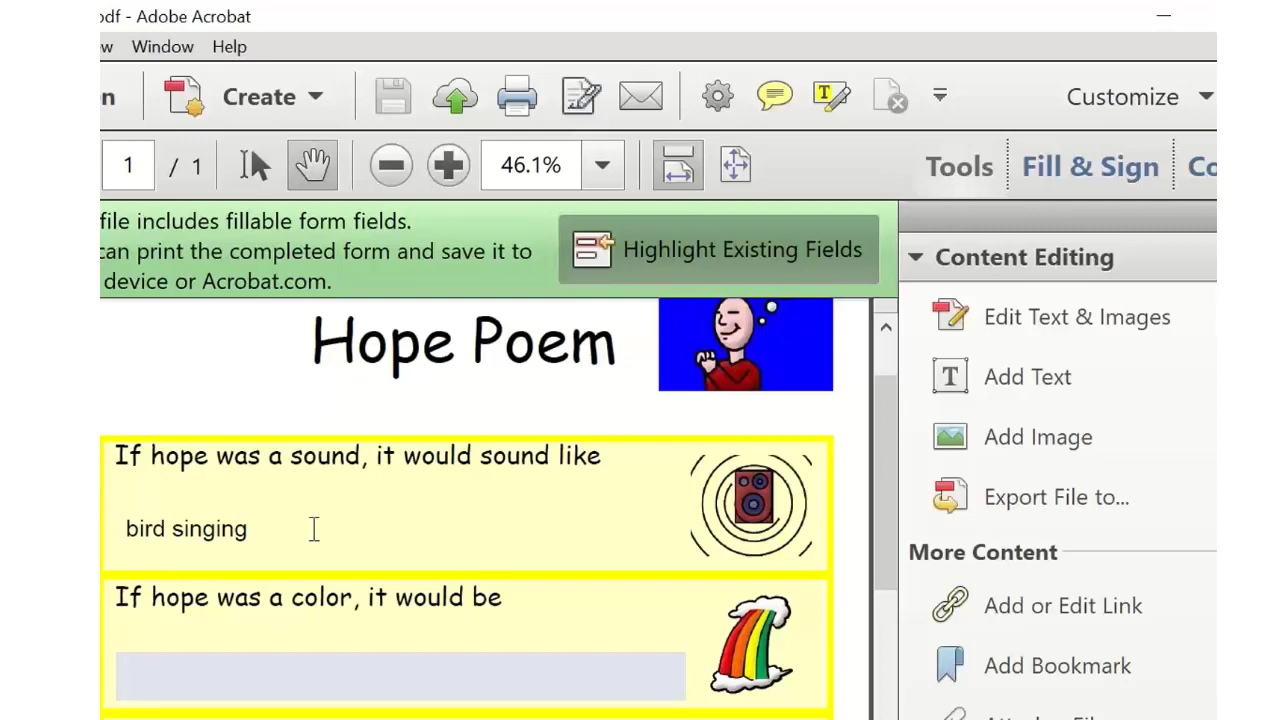 pdf - Adobe Acrobat
Window Help
Create
Customize
1 / 1
46.1%
Tools
Fill & Sign
file includes fillable form fields.
can print the completed form and save it to
device or Acrobat.com.
Highlight Existing Fields
Content Editing
Edit Text & Images
Add Text
Add Image
Export File to...
More Content
Add or Edit Link
Add Bookmark
Hope Poem
If hope was a sound, it would sound like
bird singing
If hope was a color, it would be